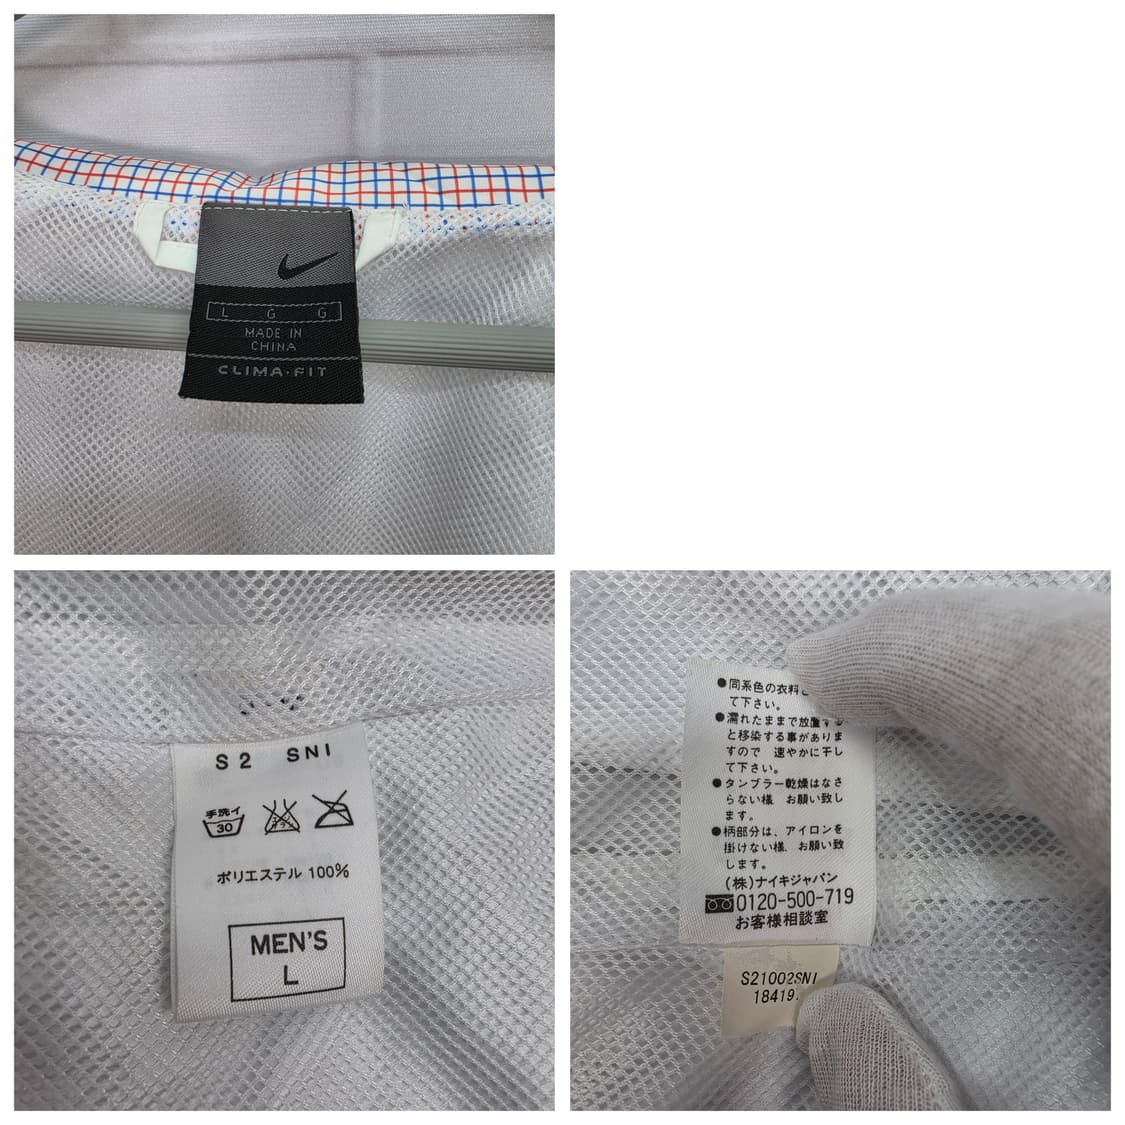 L G G
MADE IN
CHINA
CLIMA·FIT
S2 SNI
手洗イ
30
ポリエステル 100%
MEN'S
L
●同系色の衣料
て下さい。
●濡れたままで放置する
と移染する事がありま
すので 速やかに干し
て下さい。
●タンブラー乾燥はなさ
らない様 お願い致し
ます。
●柄部分は、アイロンを
掛けない様、お願い致
します。
(株)ナイキジャパン
0120-500-719
お客様相談室
S21002SNI
18419